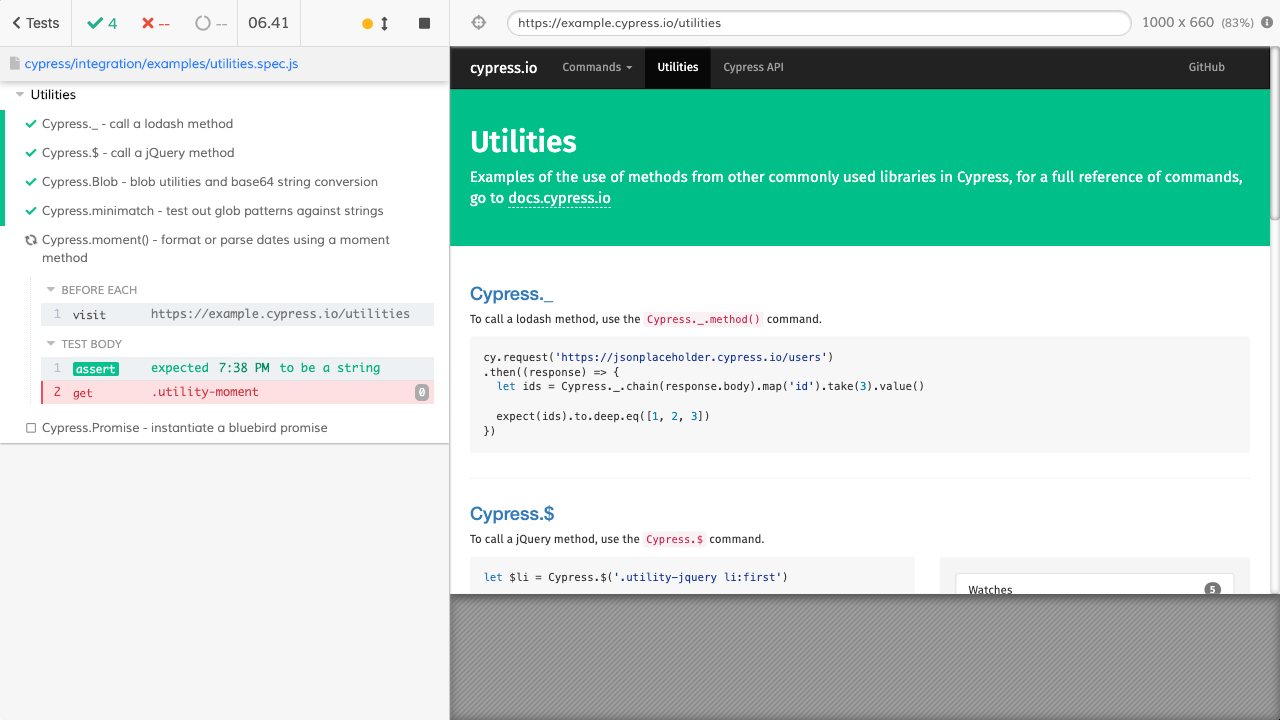 Tests
4
--
--
06.41
https://example.cypress.io/utilities
1000 x 660 (83%)
cypress/integration/examples/utilities.spec.js
Utilities
Cypress._ - call a lodash method
Cypress.$ - call a jQuery method
Cypress.Blob - blob utilities and base64 string conversion
Cypress.minimatch - test out glob patterns against strings
Cypress.moment() - format or parse dates using a moment
method
BEFORE EACH
1 visit https://example.cypress.io/utilities
TEST BODY
1 assert expected 7:38 PM to be a string
2 get .utility-moment 0
Cypress.Promise - instantiate a bluebird promise
cypress.io Commands Utilities Cypress API GitHub
Utilities
Examples of the use of methods from other commonly used libraries in Cypress, for a full reference of commands,
go to docs.cypress.io
Cypress._
To call a lodash method, use the Cypress._.method() command.
cy.request('https://jsonplaceholder.cypress.io/users')
.then((response) => {
let ids = Cypress._.chain(response.body).map('id').take(3).value()
expect(ids).to.deep.eq([1, 2, 3])
})
Cypress.$
To call a jQuery method, use the Cypress.$ command.
let $li = Cypress.$('.utility-jquery li:first')
Watches 5